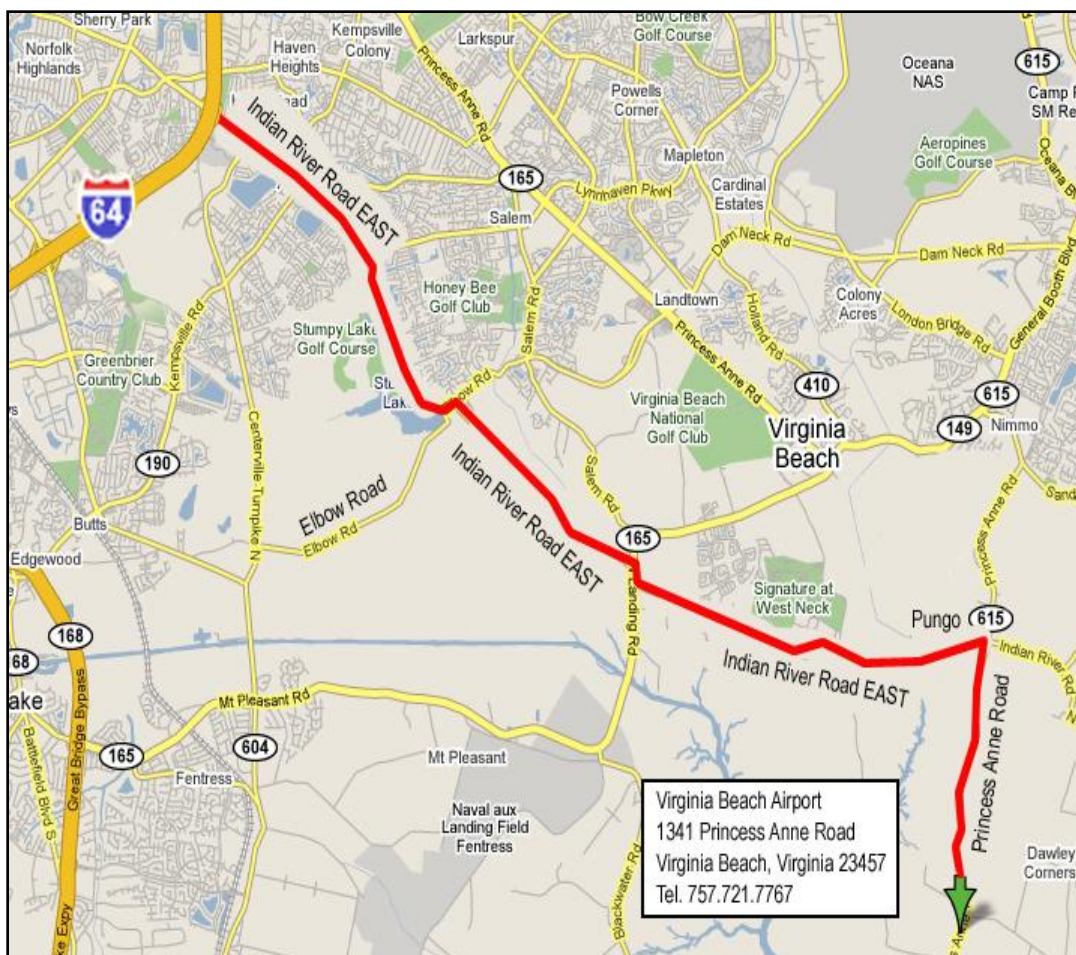 Sherry Park
Norfolk
Highlands
Haven
Heights
Kempsville
Colony
Larkspur
Bow Creek
Golf Course
Princess Anne Rd
Powells
Corner
Mapleton
Oceana
NAS
615
Aeropines
Golf Course
64
Indian River Road EAST
165
Salem
Lynnhaven Pkwy
Cardinal
Estates
Dam Neck Rd
Dam Neck Rd
General Booth Blvd
Honey Bee
Golf Club
Stumpy Lake
Golf Course
Salem Rd
Landtown
Holland Rd
Colony
Acres
London Bridge Rd
Princess Anne Rd
Greenbrier
Country Club
Kempsville Rd
Centerville-Turnpike N
410
615
149
Nimmo
Virginia Beach
National
Golf Club
Virginia
Beach
190
Butts
Elbow Road
Elbow Rd
Indian River Road EAST
Salem Rd
165
Princess Anne Rd
Edgewood
168
Signature at
West Neck
Pungo
615
Indian River Rd
Indian River Road EAST
Landing Rd
Mt Pleasant Rd
Great Bridge Bypass
Battlefield Blvd S
165
604
Fentress
Mt Pleasant
Naval aux
Landing Field
Fentress
Blackwater Rd
Princess Anne Road
Virginia Beach Airport
1341 Princess Anne Road
Virginia Beach, Virginia 23457
Tel. 757.721.7767
Dawley
Corners